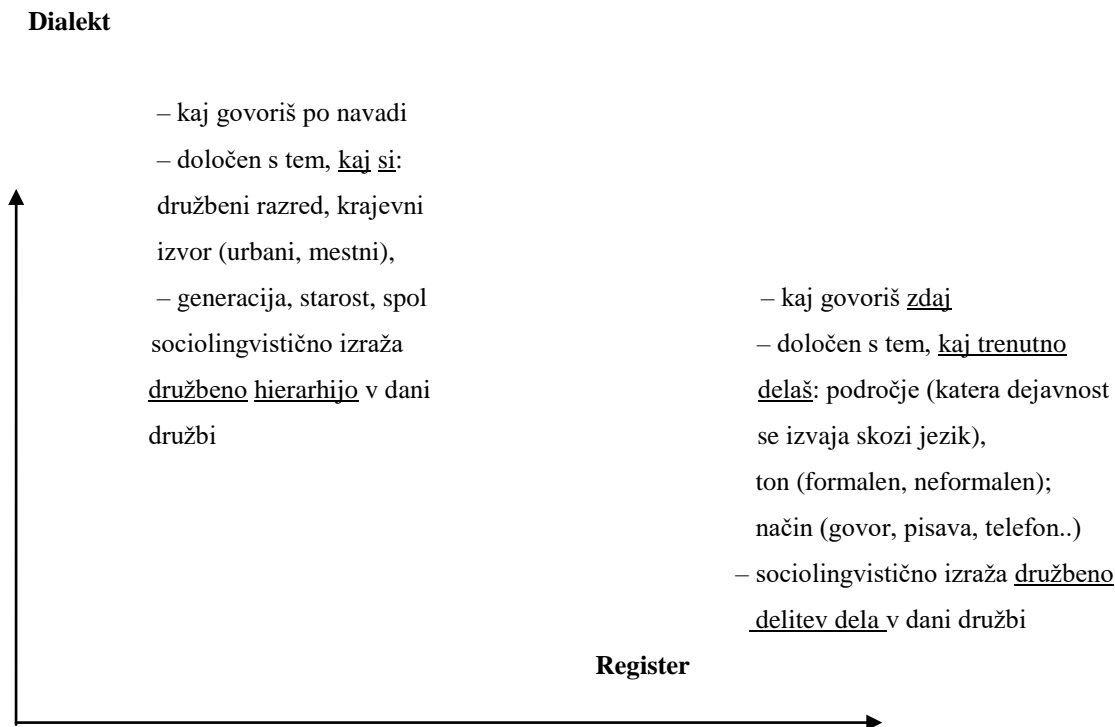 Dialekt
– kaj govoriš po navadi
– določen s tem, kaj si:
družbeni razred, krajevni
izvor (urbani, mestni),
– generacija, starost, spol
sociolingvistično izraža
družbeno hierarhijo v dani
družbi
– kaj govoriš zdaj
– določen s tem, kaj trenutno
delaš: področje (katera dejavnost
se izvaja skozi jezik),
ton (formalen, neformalen);
način (govor, pisava, telefon..)
– sociolingvistično izraža družbeno
delitev dela v dani družbi
Register